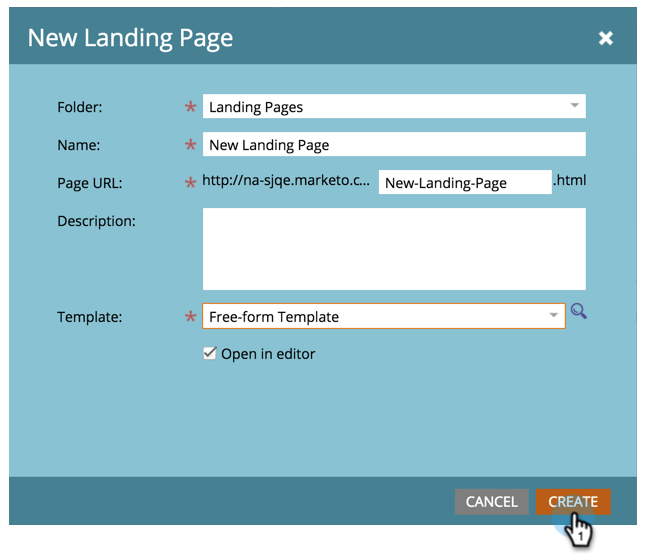 New Landing Page
Folder: * Landing Pages
Name: * New Landing Page
Page URL: * http://na-sjqe.marketo.c... New-Landing-Page .html
Description:
Template: * Free-form Template
Open in editor
CANCEL CREATE
1